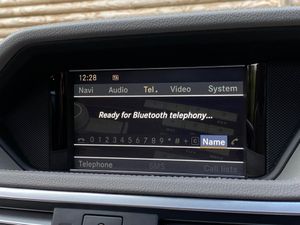 12:28
Navi Audio Tel. Video System
Ready for Bluetooth telephony...
0 1 2 3 4 5 6 7 8 9 * # + C Name
Telephone SMS Call lists